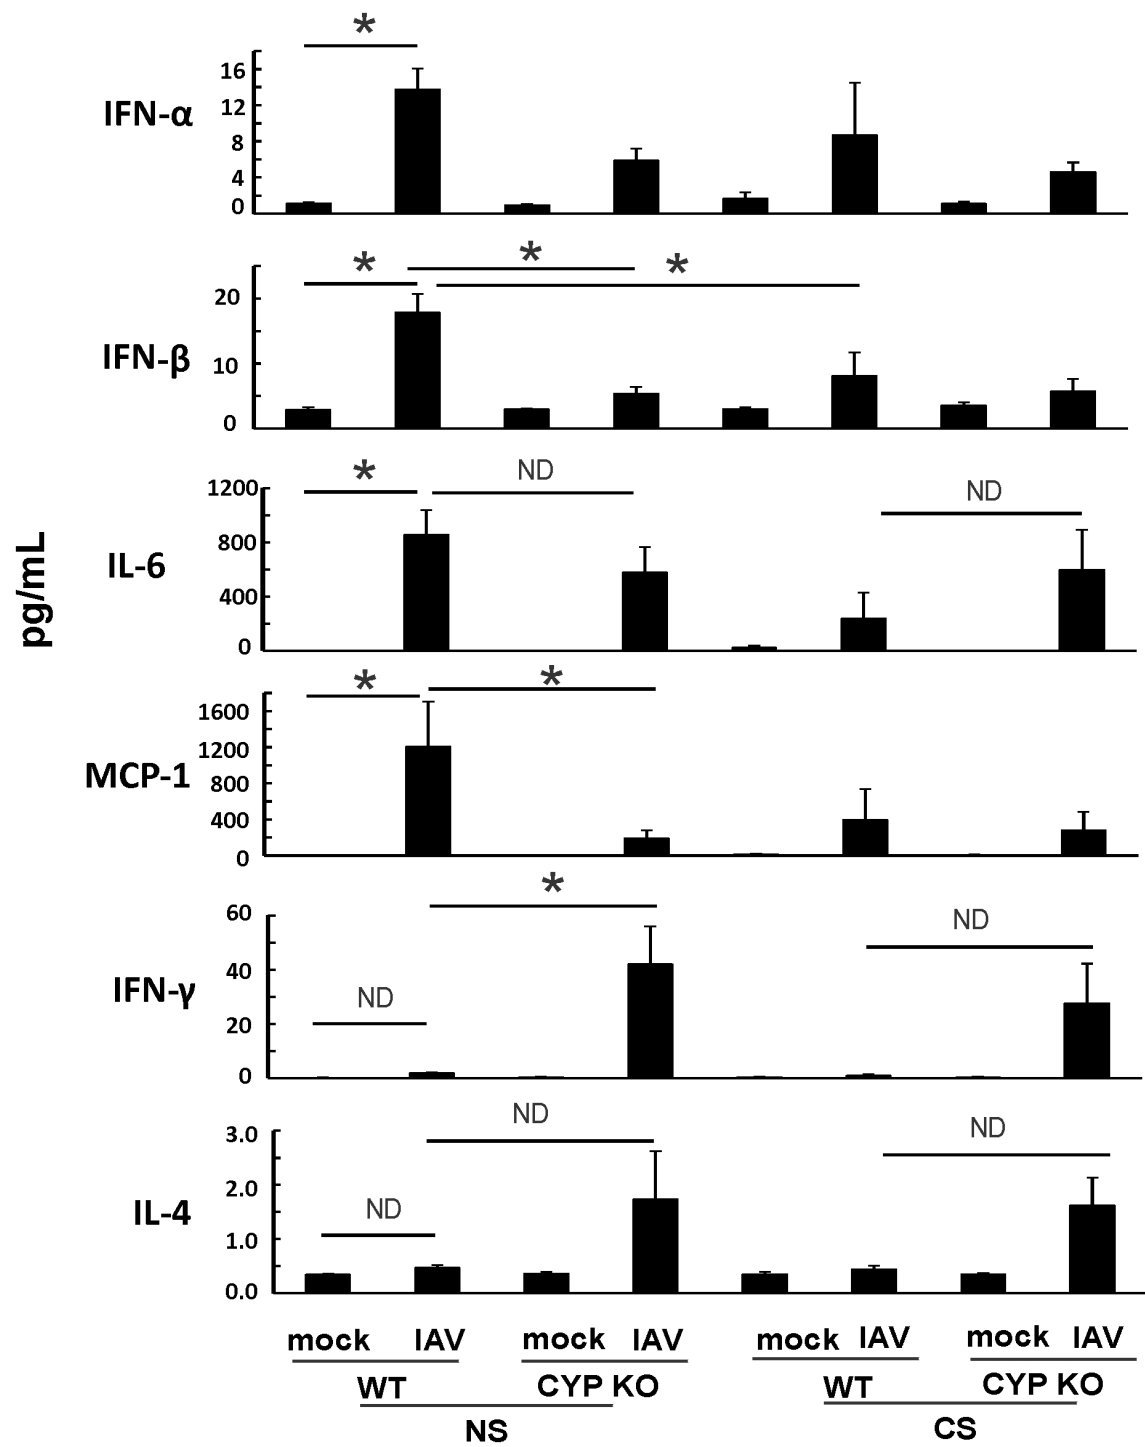 *
IFN-α
16
12
8
4
0
*
*
*
IFN-β
20
10
0
pg/mL
*
ND
ND
IL-6
1200
800
400
0
*
*
MCP-1
1600
1200
800
400
0
*
ND
ND
IFN-γ
60
40
20
0
ND
ND
ND
IL-4
3.0
2.0
1.0
0.0
mock IAV mock IAV mock IAV mock IAV
WT CYP KO WT CYP KO
NS CS